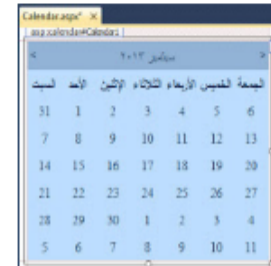 Calendar.aspx* ×
asp:calendar#Calendar1
< سبتمبر ٢٠١٣ >
السبت الأحد الإثنين الثلاثاء الأربعاء الخميس الجمعة
31 1 2 3 4 5 6
7 8 9 10 11 12 13
14 15 16 17 18 19 20
21 22 23 24 25 26 27
28 29 30 1 2 3 4
5 6 7 8 9 10 11